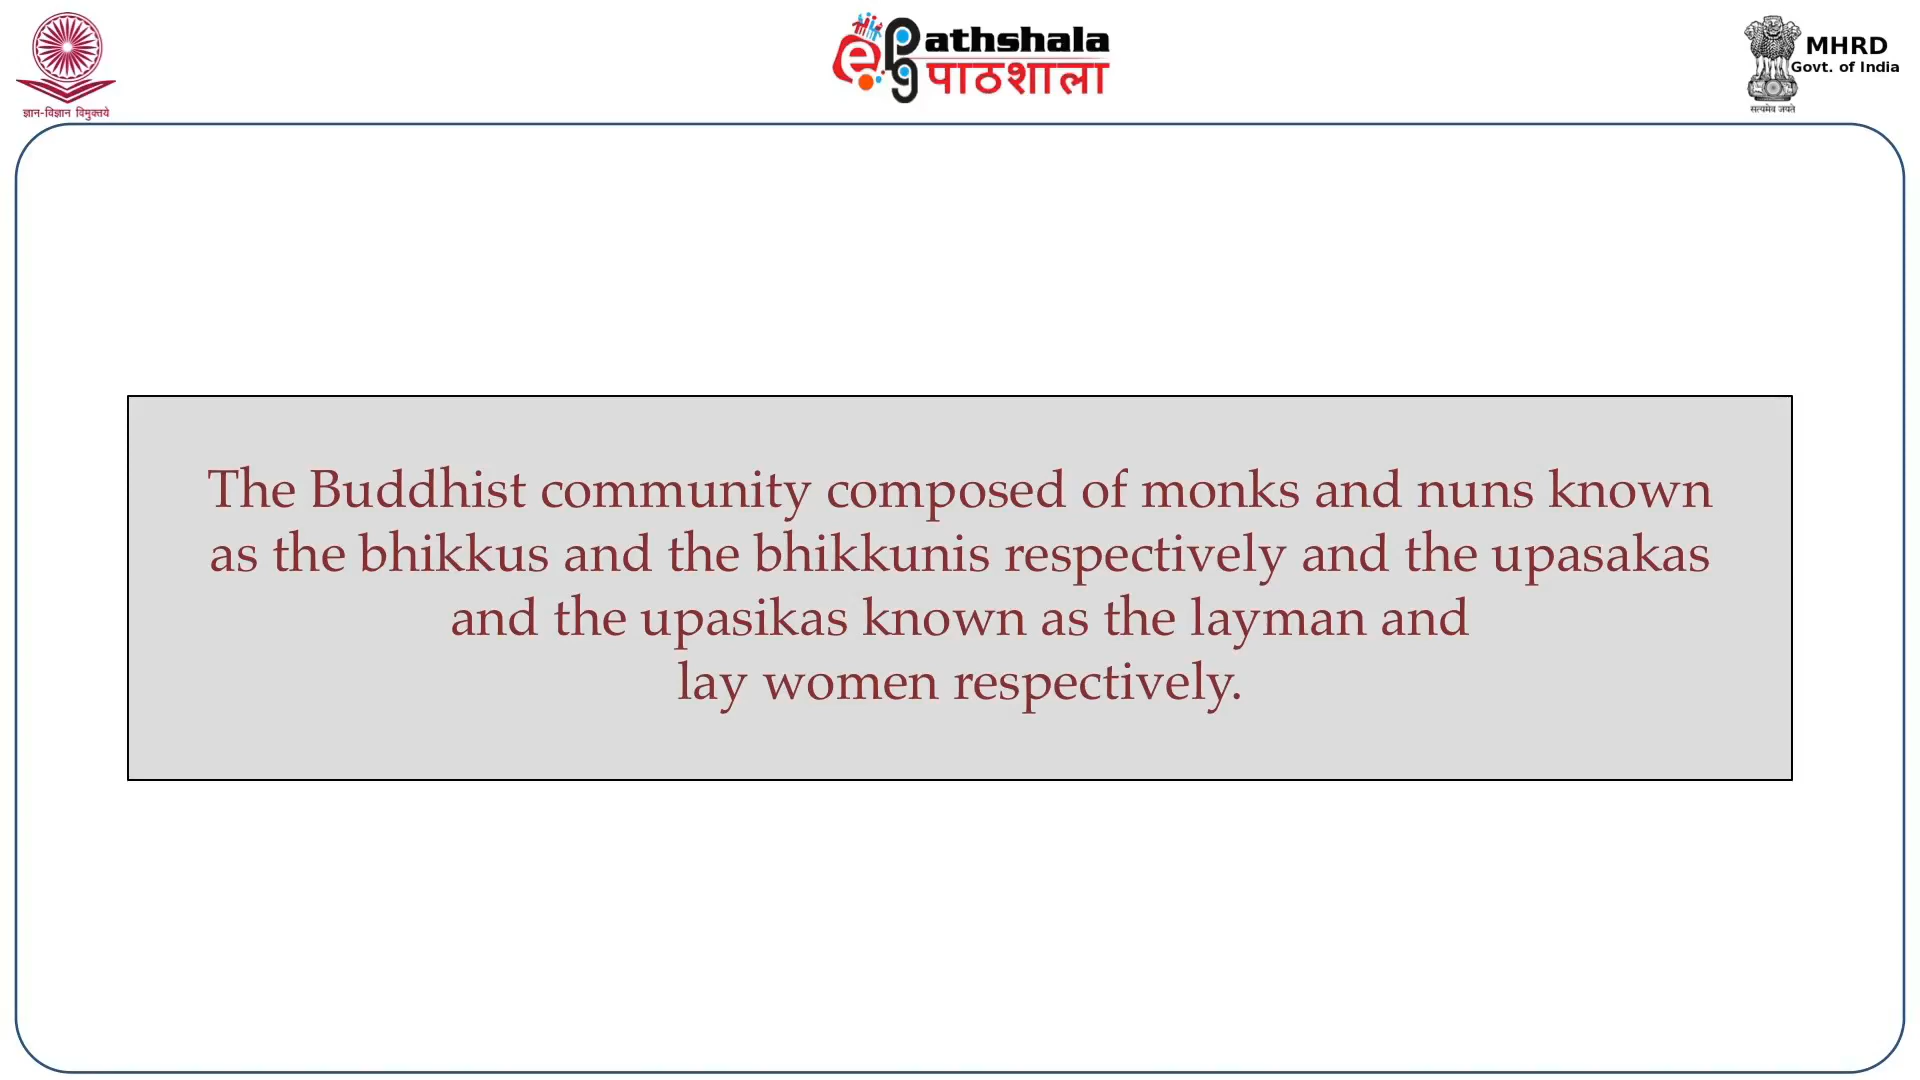 ज्ञान-विज्ञान विमुक्तये
ePathshala
पाठशाला
MHRD
Govt. of India
सत्यमेव जयते
The Buddhist community composed of monks and nuns known
as the bhikkus and the bhikkunis respectively and the upasakas
and the upasikas known as the layman and
lay women respectively.